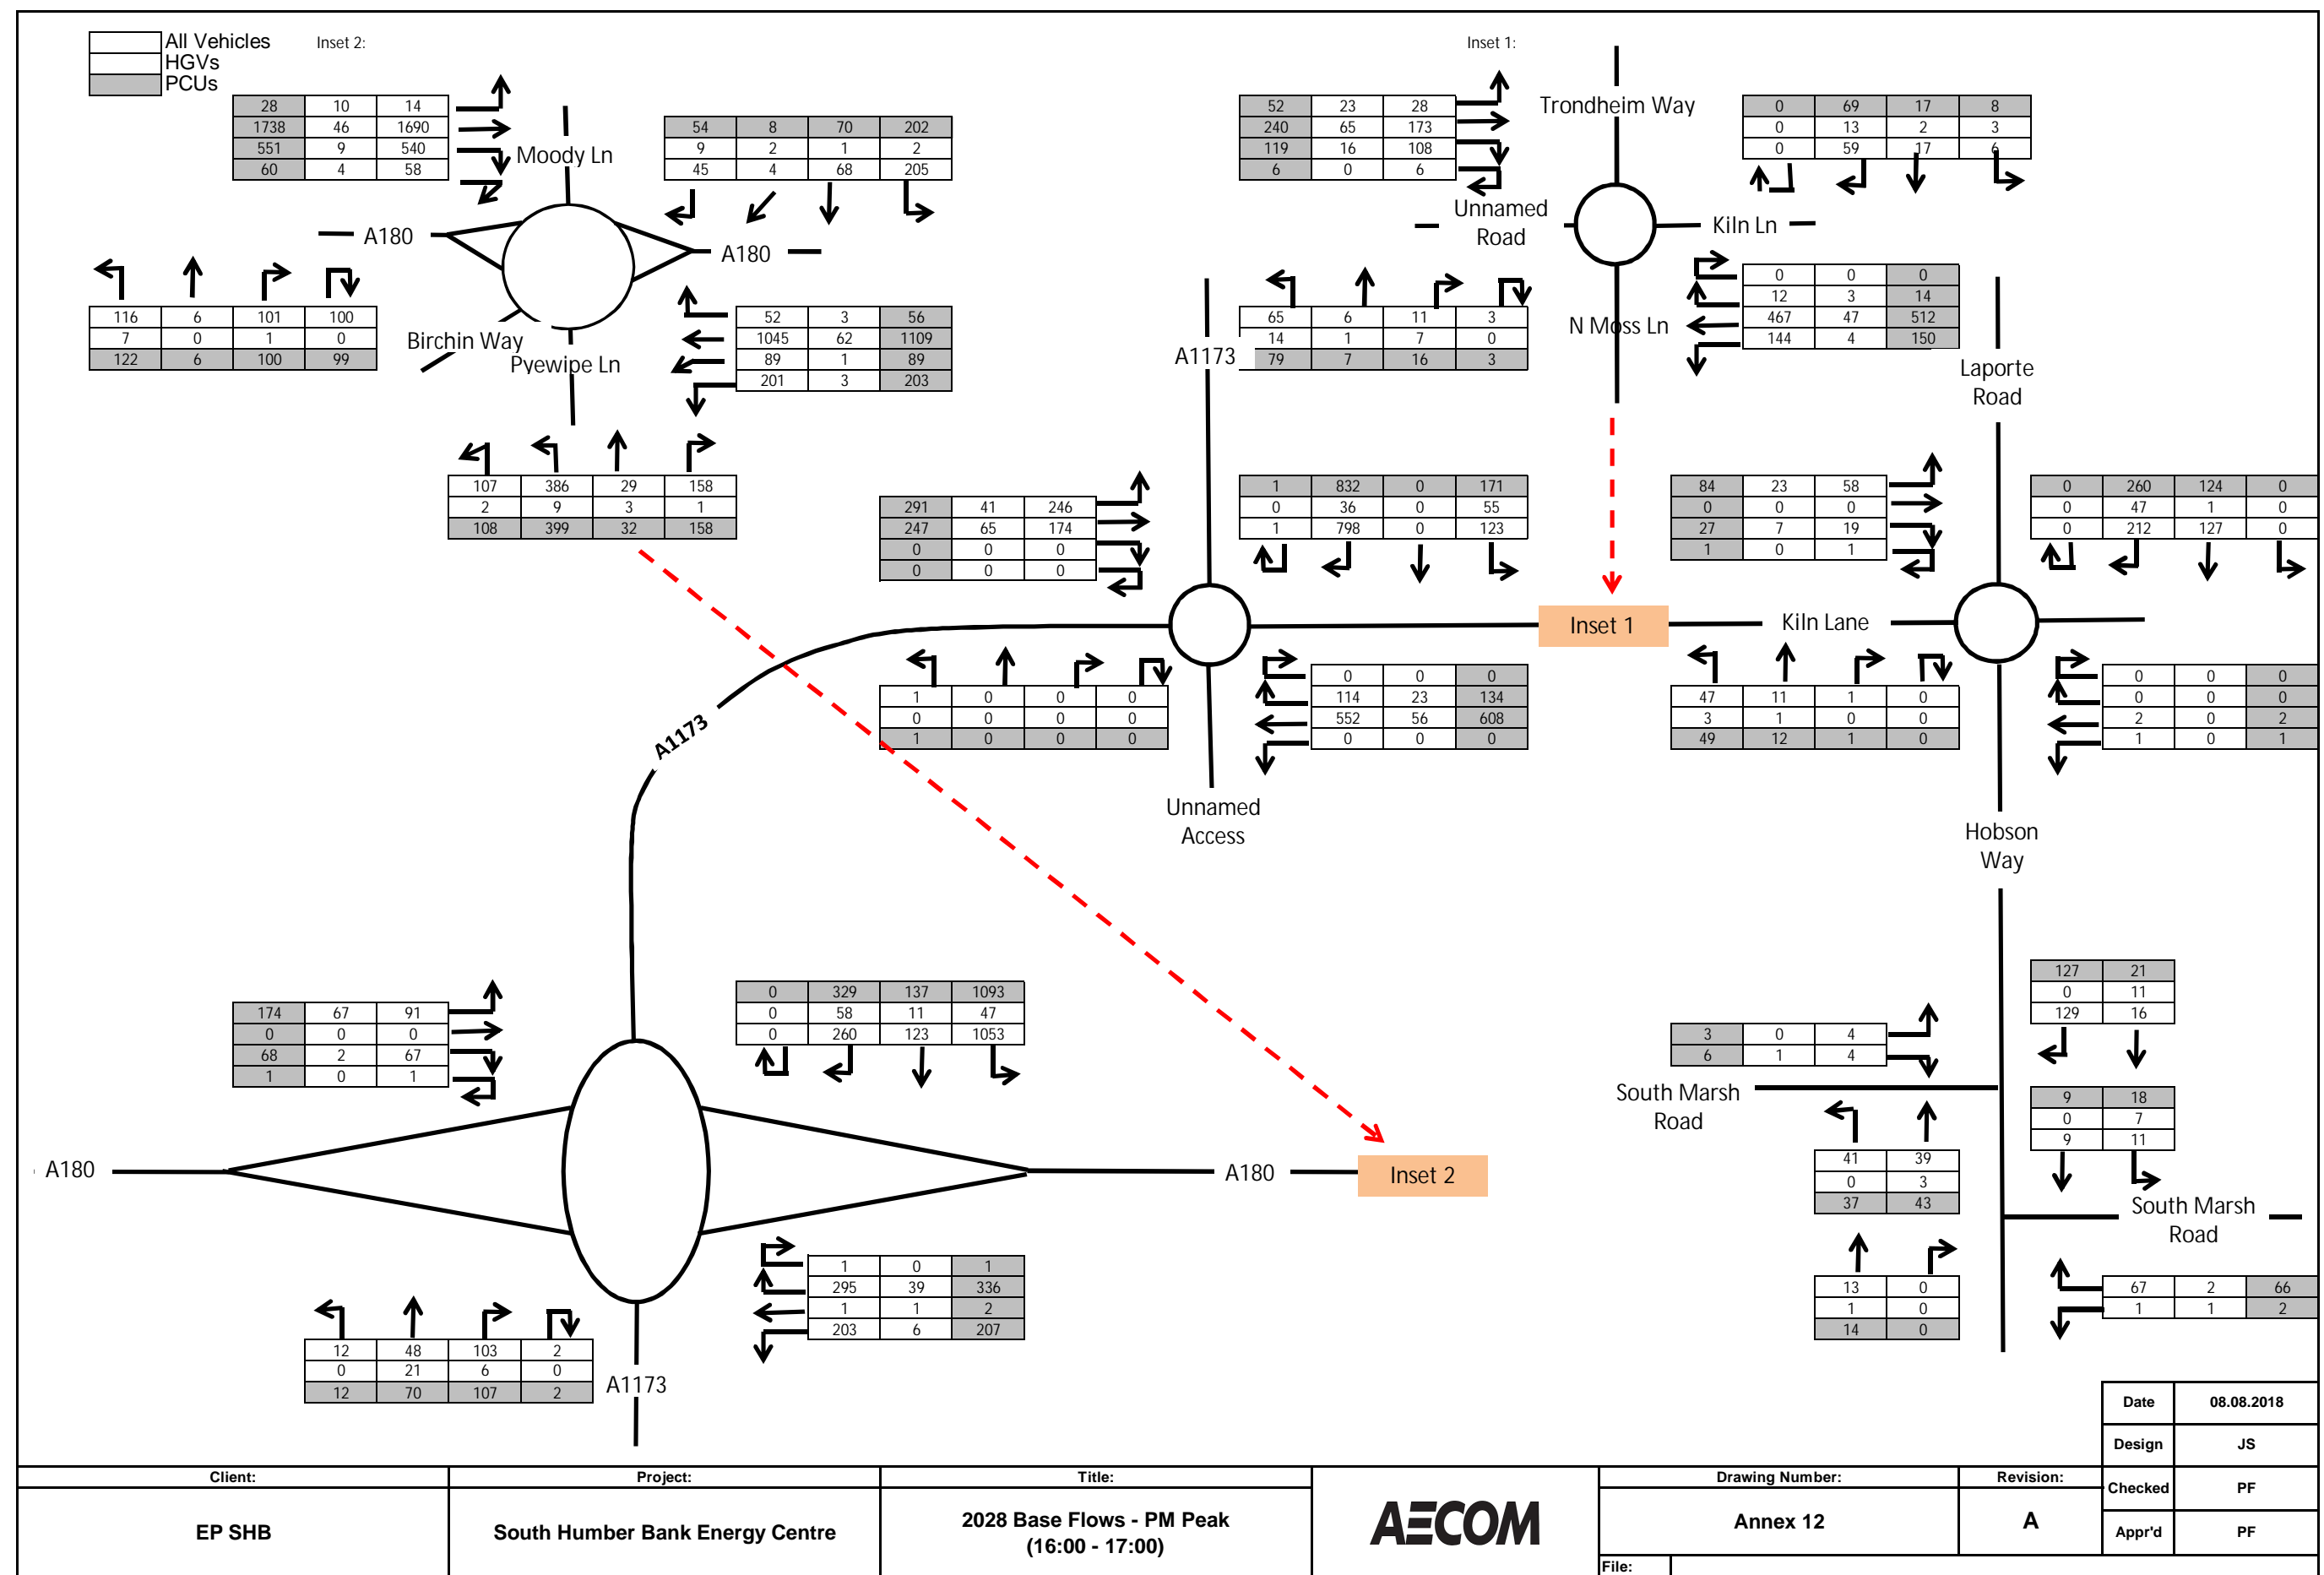 All Vehicles
HGVs
PCUs
Inset 2:
Inset 1:
28 10 14
1738 46 1690
551 9 540
60 4 58
Moody Ln
54 8 70 202
9 2 1 2
45 4 68 205
A180
A180
116 6 101 100
7 0 1 0
122 6 100 99
Birchin Way
Pyewipe Ln
52 3 56
1045 62 1109
89 1 89
201 3 203
107 386 29 158
2 9 3 1
108 399 32 158
52 23 28
240 65 173
119 16 108
6 0 6
Trondheim Way
0 69 17 8
0 13 2 3
0 59 17 6
Unnamed
Road
Kiln Ln
65 6 11 3
14 1 7 0
79 7 16 3
N Moss Ln
0 0 0
12 3 14
467 47 512
144 4 150
A1173
Laporte
Road
291 41 246
247 65 174
0 0 0
0 0 0
1 832 0 171
0 36 0 55
1 798 0 123
84 23 58
0 0 0
27 7 19
1 0 1
0 260 124 0
0 47 1 0
0 212 127 0
Inset 1
Kiln Lane
1 0 0 0
0 0 0 0
1 0 0 0
0 0 0
114 23 134
552 56 608
0 0 0
47 11 1 0
3 1 0 0
49 12 1 0
0 0 0
0 0 0
2 0 2
1 0 1
A1173
Unnamed
Access
Hobson
Way
174 67 91
0 0 0
68 2 67
1 0 1
0 329 137 1093
0 58 11 47
0 260 123 1053
127 21
0 11
129 16
3 0 4
6 1 4
South Marsh
Road
9 18
0 7
9 11
A180
A180
Inset 2
41 39
0 3
37 43
South Marsh
Road
1 0 1
295 39 336
1 1 2
203 6 207
13 0
1 0
14 0
67 2 66
1 1 2
12 48 103 2
0 21 6 0
12 70 107 2
A1173
Date 08.08.2018
Design JS
Checked PF
Appr'd PF
Client:
EP SHB
Project:
South Humber Bank Energy Centre
Title:
2028 Base Flows - PM Peak
(16:00 - 17:00)
AECOM
Drawing Number:
Annex 12
Revision:
A
File: